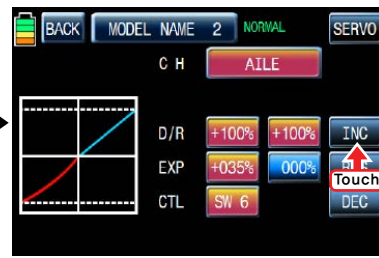 BACK MODEL NAME 2 NORMAL SERVO
C H AILE
D/R +100% +100% INC
EXP +035% 000%
Touch
CTL SW 6 DEC